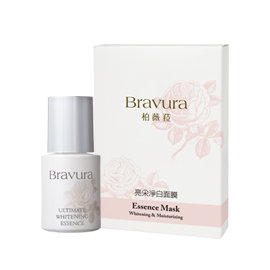 Bravura
柏薇菈
亮采淨白面膜
Essence Mask
Whitening & Moisturizing
Bravura
ULTIMATE
WHITENING
ESSENCE